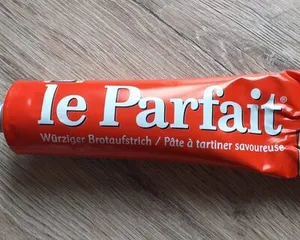 le Parfait®
Würziger Brotaufstrich / Pâte à tartiner savoureuse